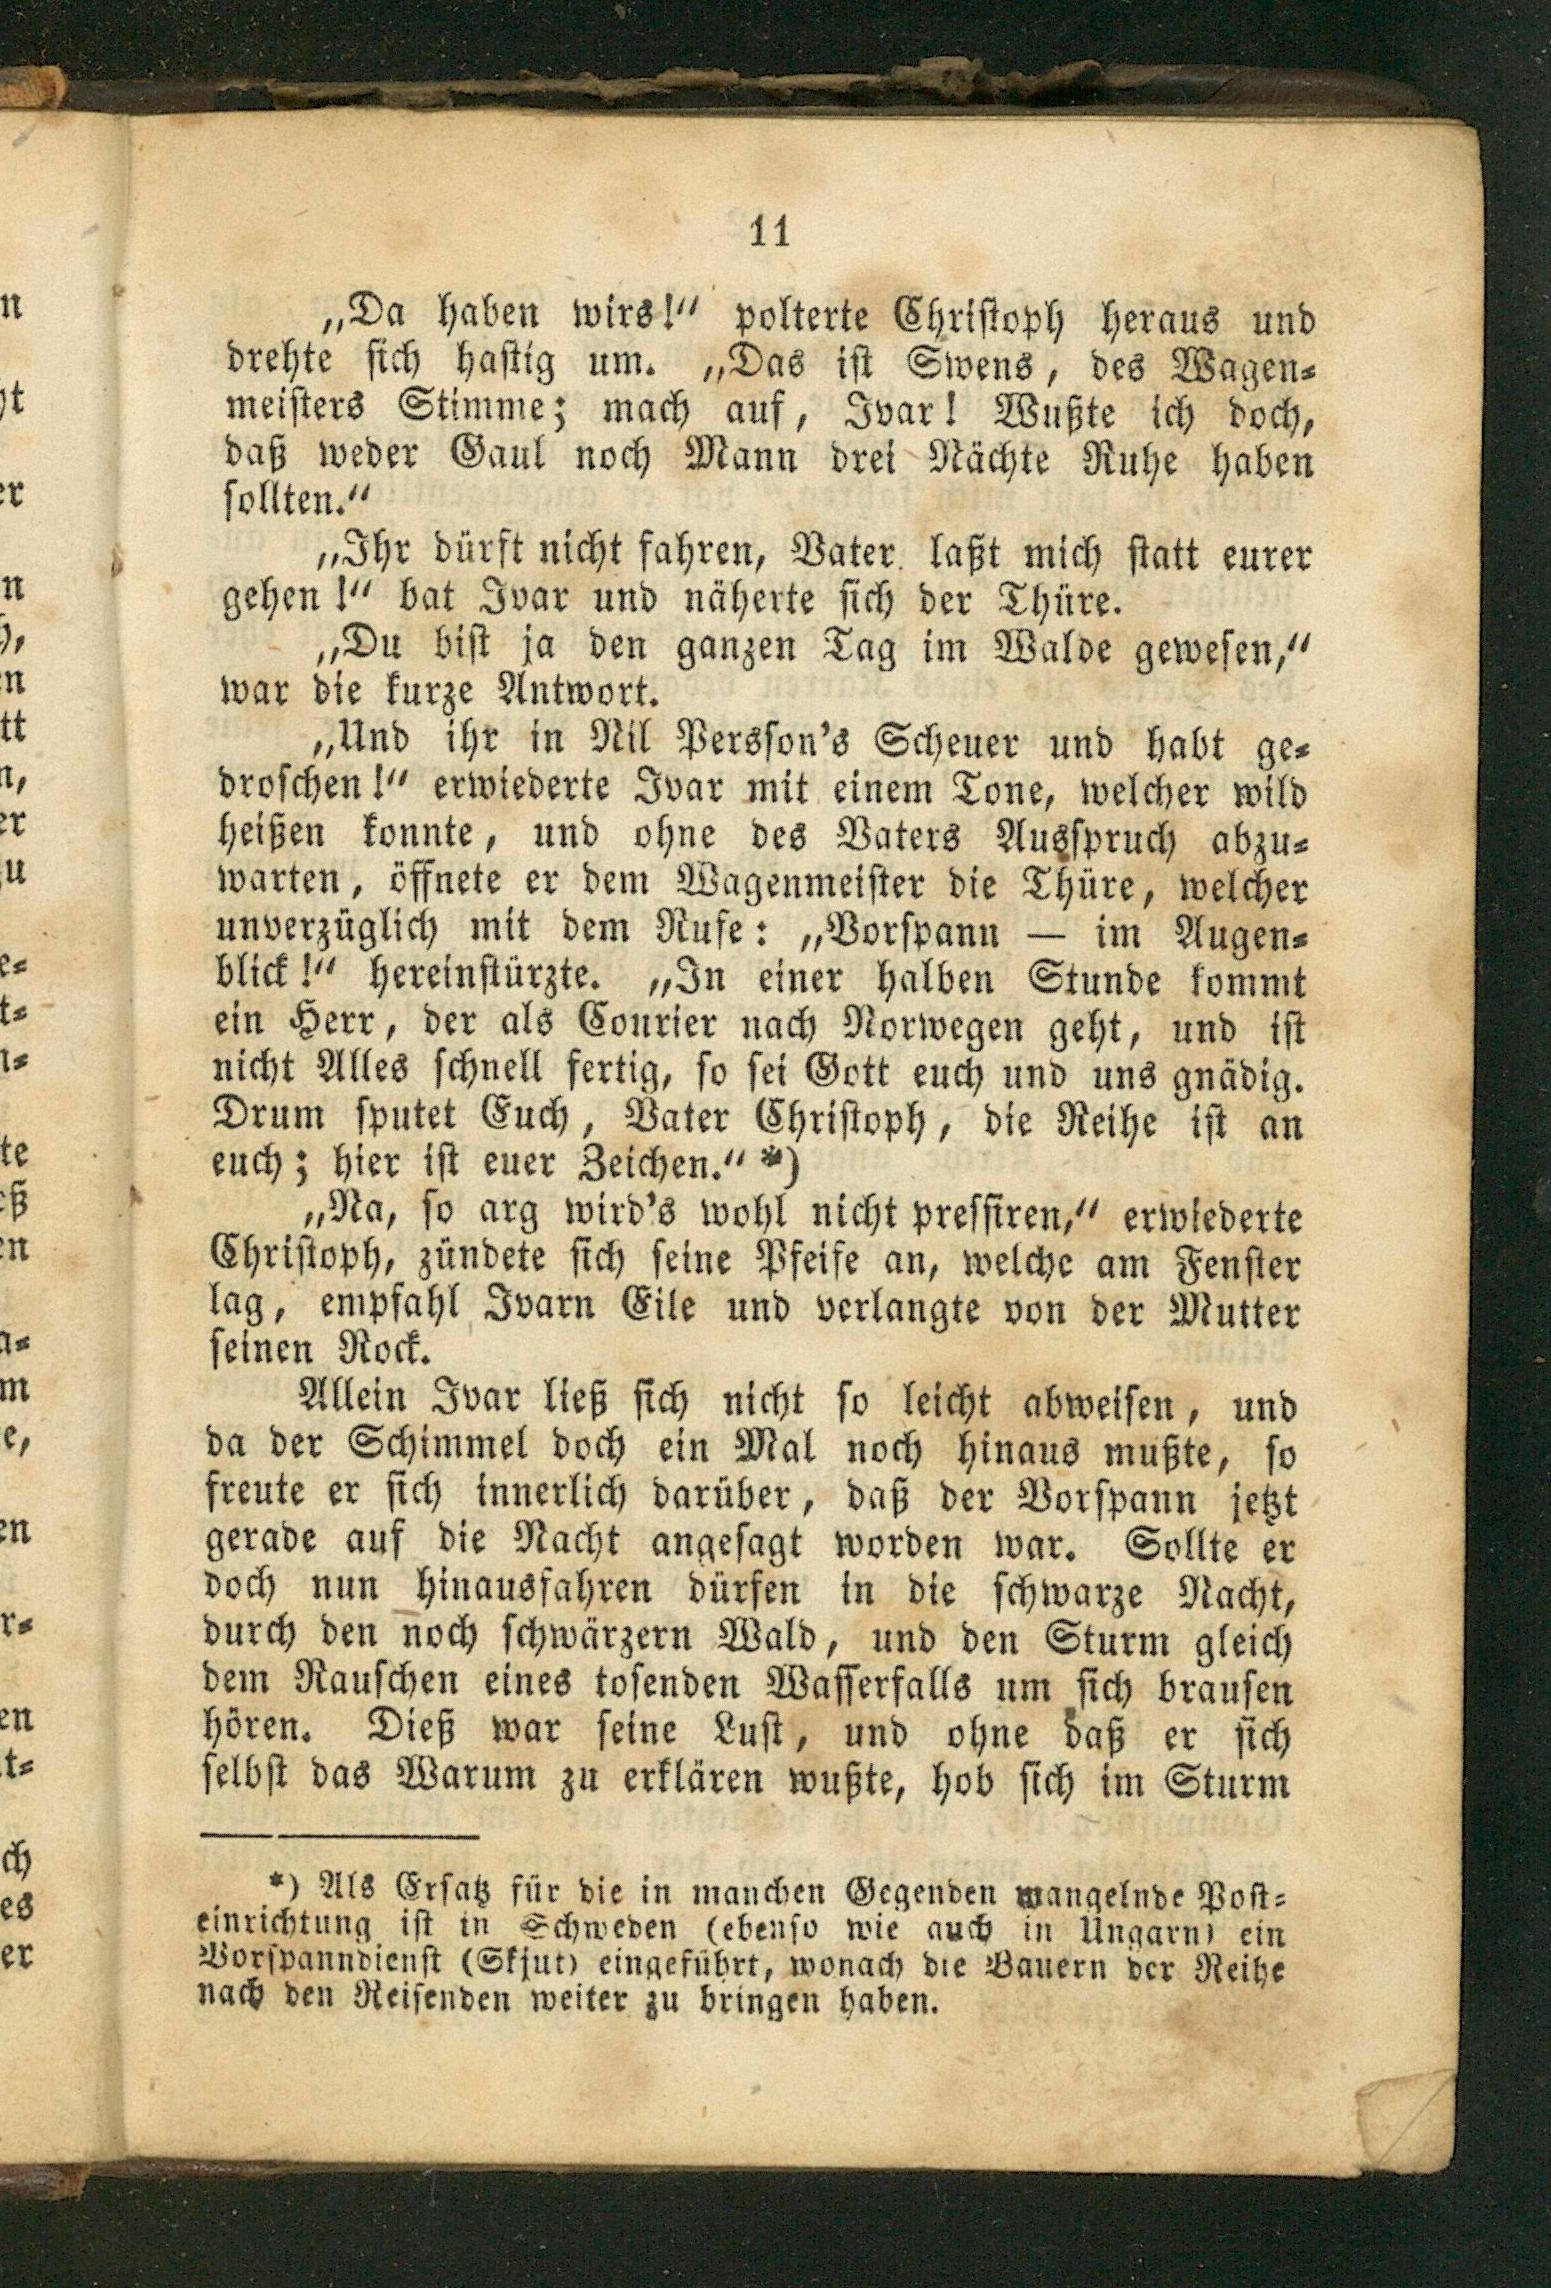 11
„Da haben wirs!“ polterte Christoph heraus und
drehte sich hastig um. „Das ist Swens, des Wagen-
meisters Stimme; mach auf, Ivar! Wußte ich doch,
daß weder Gaul noch Mann drei Nächte Ruhe haben
sollten.“
„Ihr dürft nicht fahren, Vater laßt mich statt eurer
gehen!“ bat Ivar und näherte sich der Thüre.
„Du bist ja den ganzen Tag im Walde gewesen,“
war die kurze Antwort.
„Und ihr in Nil Persson's Scheuer und habt ge-
droschen!“ erwiederte Ivar mit einem Tone, welcher wild
heißen konnte, und ohne des Vaters Ausspruch abzu-
warten, öffnete er dem Wagenmeister die Thüre, welcher
unverzüglich mit dem Rufe: „Vorspann — im Augen-
blick!“ hereinstürzte. „In einer halben Stunde kommt
ein Herr, der als Courier nach Norwegen geht, und ist
nicht Alles schnell fertig, so sei Gott euch und uns gnädig.
Drum sputet Euch, Vater Christoph, die Reihe ist an
euch; hier ist euer Zeichen.“ *)
„Na, so arg wird's wohl nicht pressiren,“ erwiederte
Christoph, zündete sich seine Pfeife an, welche am Fenster
lag, empfahl Ivarn Eile und verlangte von der Mutter
seinen Rock.
Allein Ivar ließ sich nicht so leicht abweisen, und
da der Schimmel doch ein Mal noch hinaus mußte, so
freute er sich innerlich darüber, daß der Vorspann jetzt
gerade auf die Nacht angesagt worden war. Sollte er
doch nun hinausfahren dürfen in die schwarze Nacht,
durch den noch schwärzern Wald, und den Sturm gleich
dem Rauschen eines tosenden Wasserfalls um sich brausen
hören. Dieß war seine Lust, und ohne daß er sich
selbst das Warum zu erklären wußte, hob sich im Sturm
*) Als Ersatz für die in manchen Gegenden mangelnde Post-
einrichtung ist in Schweden (ebenso wie auch in Ungarn) ein
Vorspanndienst (Skjut) eingeführt, wonach die Bauern der Reihe
nach den Reisenden weiter zu bringen haben.